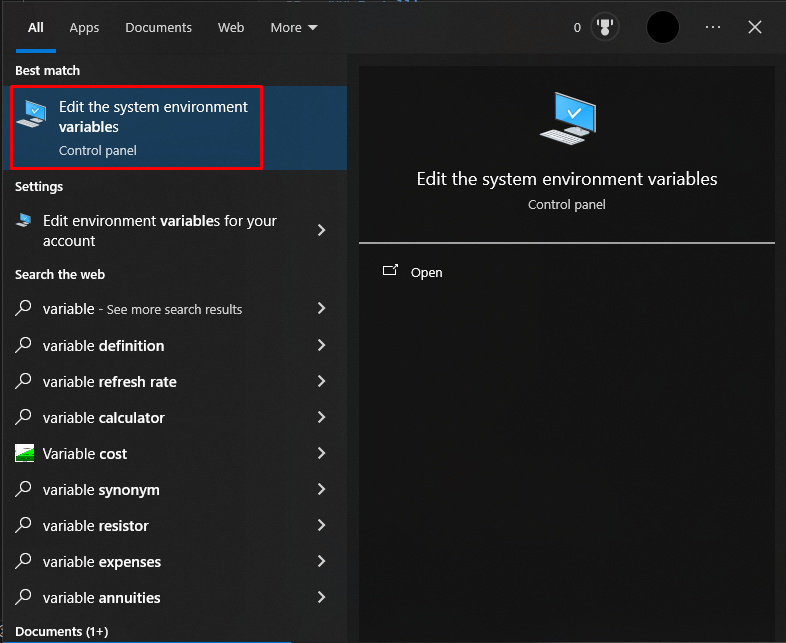 All Apps Documents Web More 0 ···
Best match
Edit the system environment
variables
Control panel
Settings
Edit environment variables for your
account
Search the web
variable - See more search results
variable definition
variable refresh rate
variable calculator
Variable cost
variable synonym
variable resistor
variable expenses
variable annuities
Documents (1+)
Edit the system environment variables
Control panel
Open